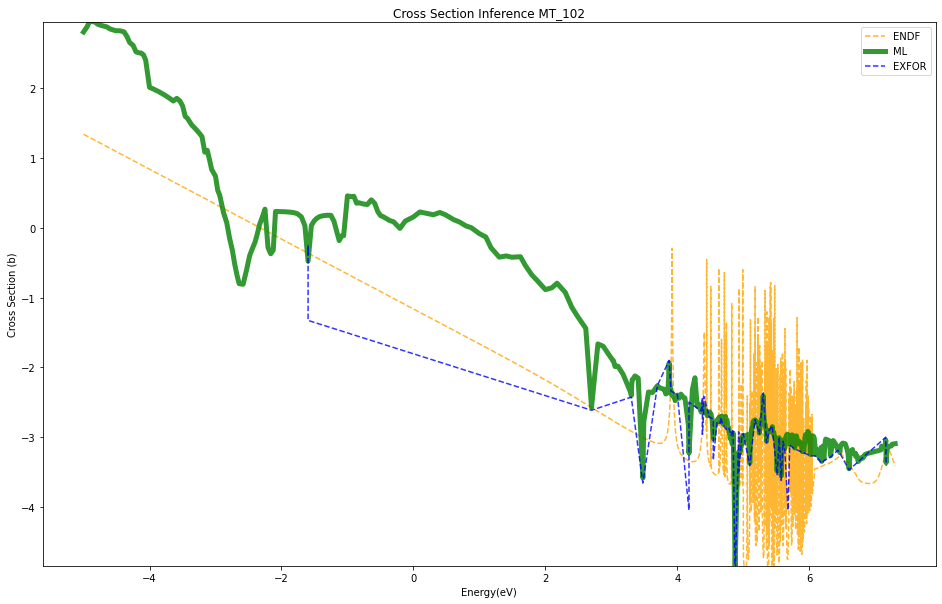 Cross Section Inference MT_102
ENDF
ML
EXFOR
Cross Section (b)
2
1
0
−1
−2
−3
−4
−4
−2
0
2
4
6
Energy(eV)